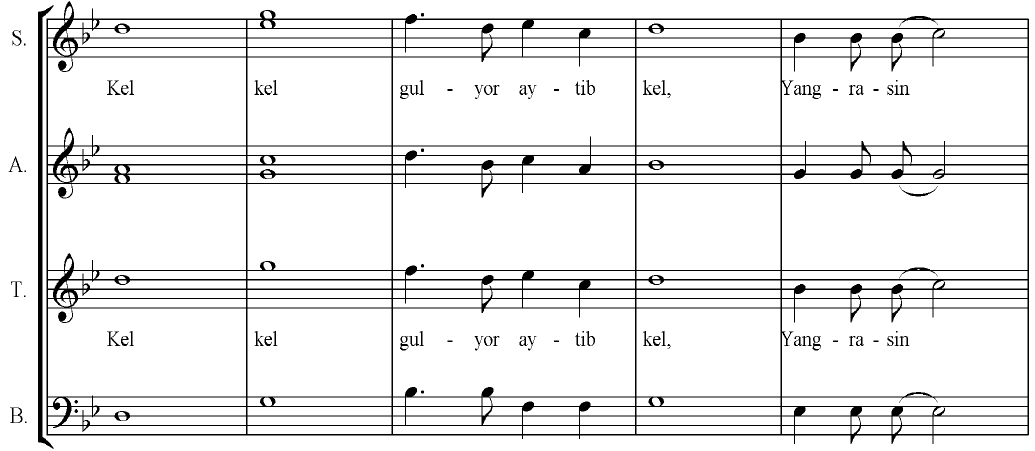 S.
Kel kel gul - yor ay - tib kel, Yang - ra - sin
A.
T.
Kel kel gul - yor ay - tib kel, Yang - ra - sin
B.